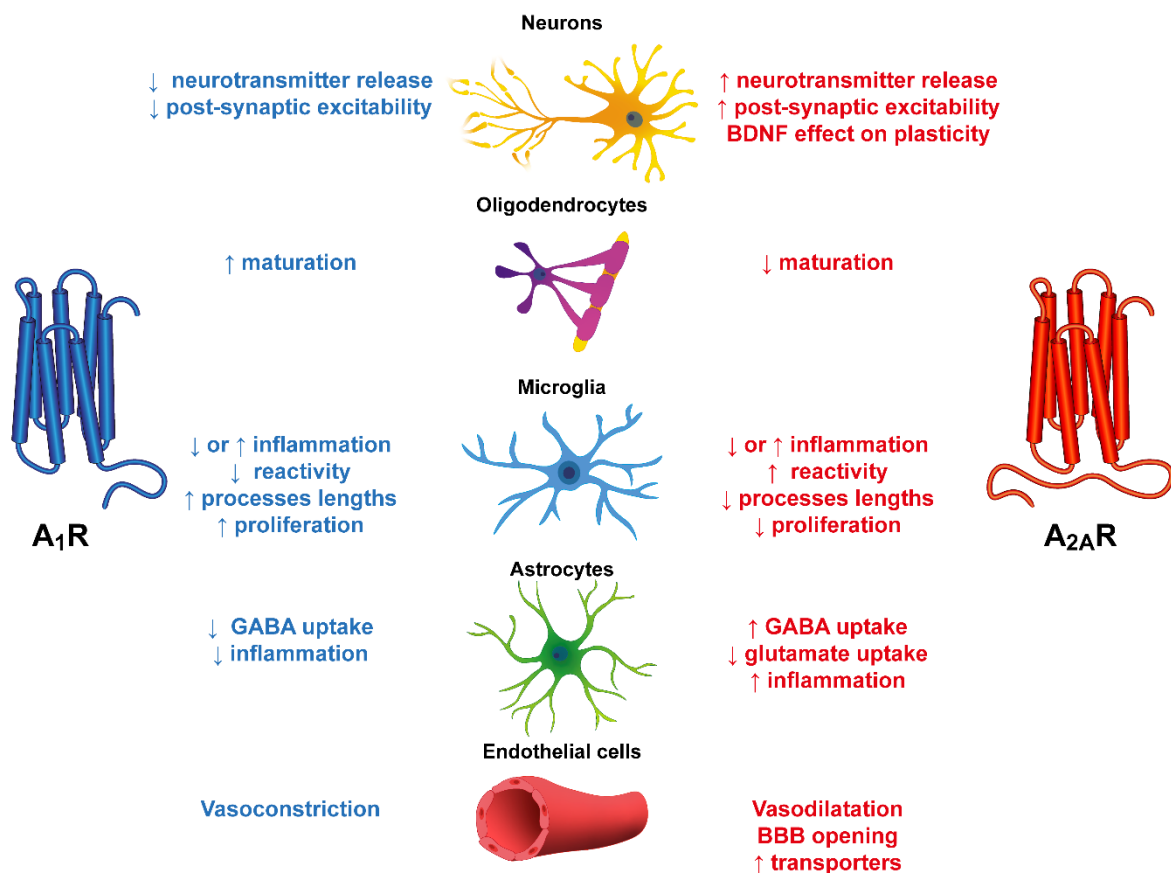 Neurons
↓ neurotransmitter release
↓ post-synaptic excitability
↑ neurotransmitter release
↑ post-synaptic excitability
BDNF effect on plasticity
Oligodendrocytes
↑ maturation
↓ maturation
Microglia
↓ or ↑ inflammation
↓ reactivity
↑ processes lengths
↑ proliferation
↓ or ↑ inflammation
↑ reactivity
↓ processes lengths
↓ proliferation
A₁R
A₂ₐR
Astrocytes
↓ GABA uptake
↓ inflammation
↑ GABA uptake
↓ glutamate uptake
↑ inflammation
Endothelial cells
Vasoconstriction
Vasodilatation
BBB opening
↑ transporters